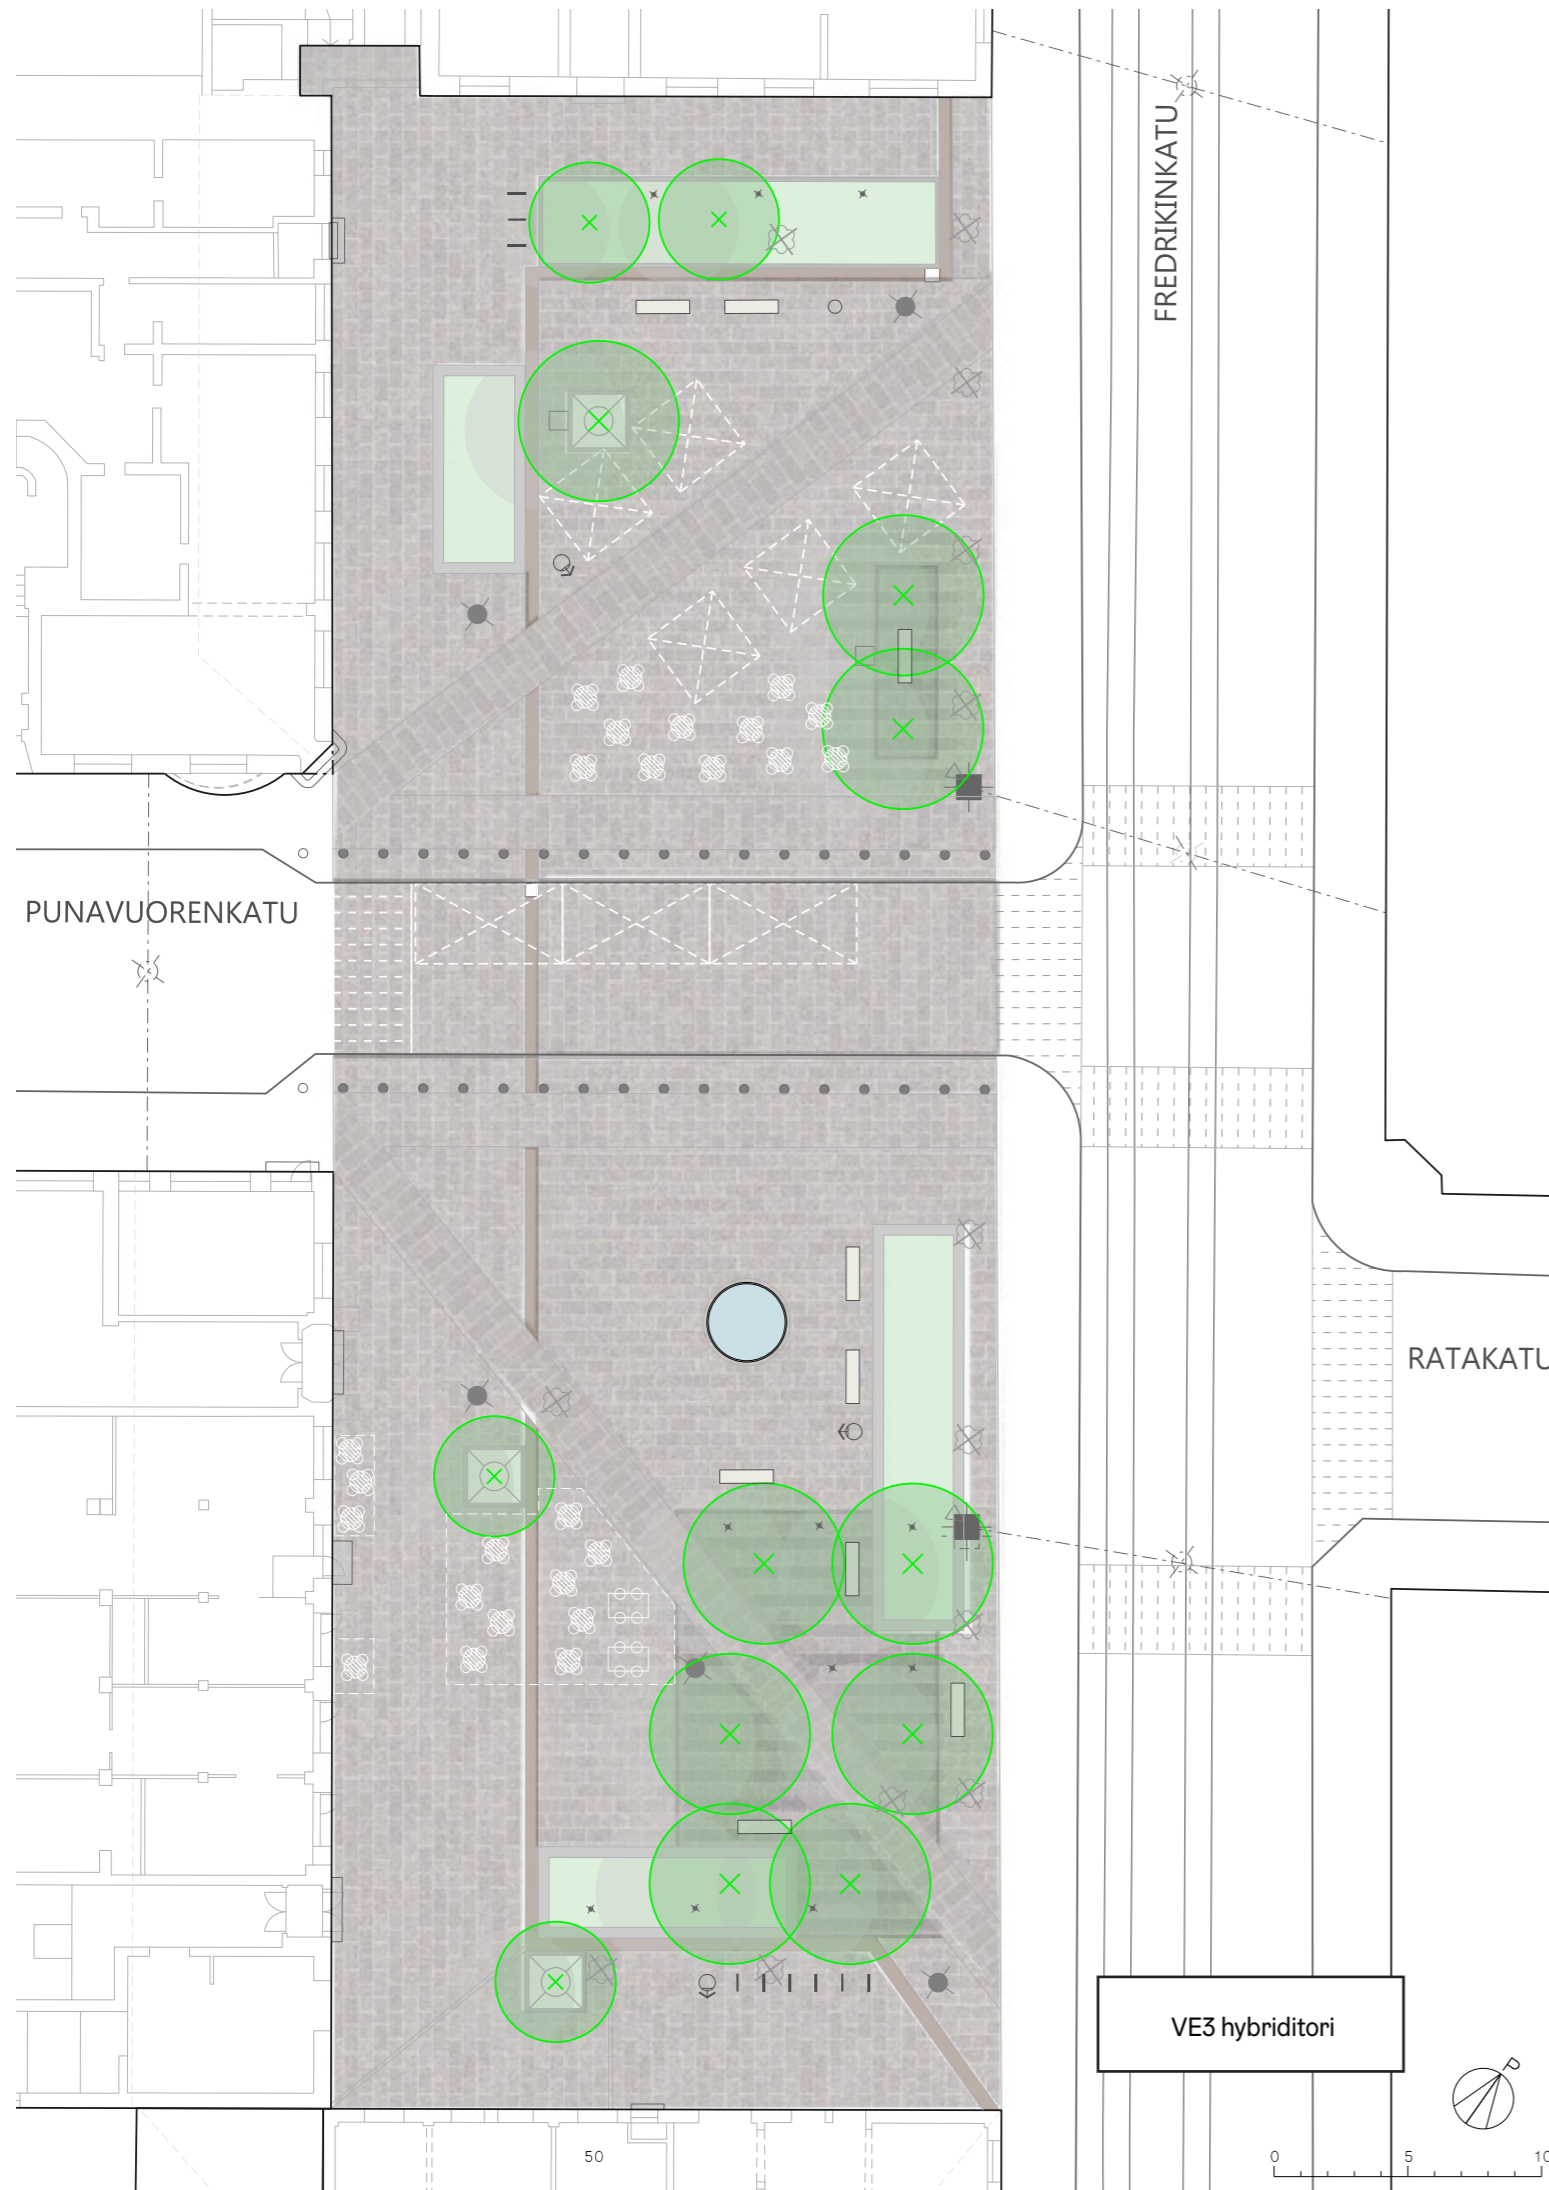 FREDRIKINKATU
PUNAVUORENKATU
RATAKATU
VE3 hybriditori
P
50
0 5 10